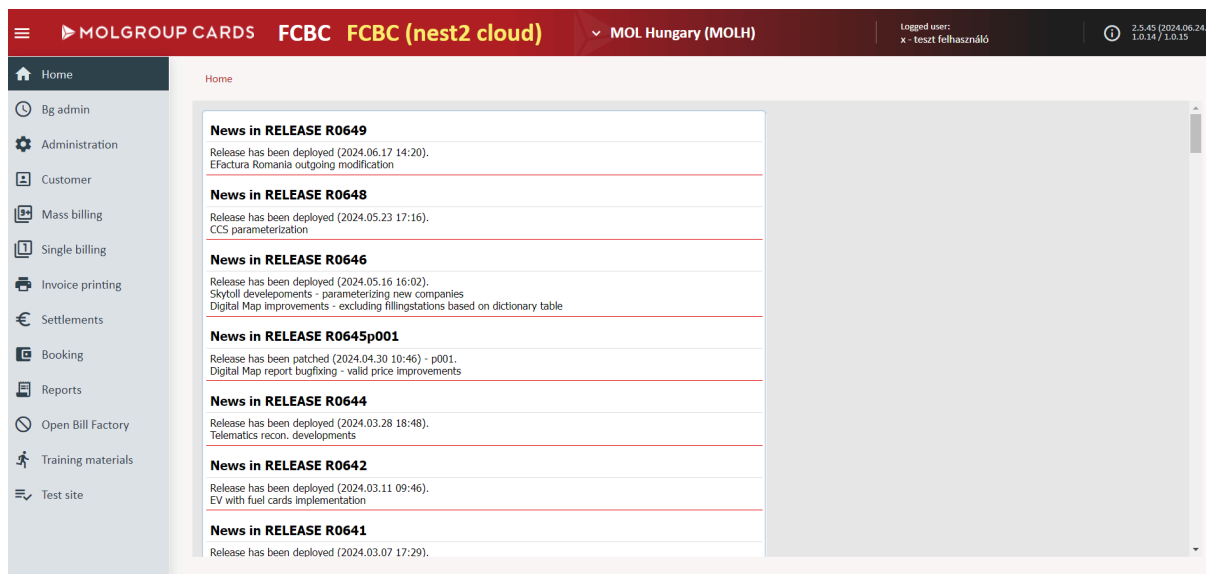 MOLGROUP CARDS FCBC FCBC (nest2 cloud) MOL Hungary (MOLH)
Logged user:
x - teszt felhasználó
2.5.45 (2024.06.24.
1.0.14 / 1.0.15
Home
Bg admin
Administration
Customer
9+ Mass billing
1 Single billing
Invoice printing
€ Settlements
Booking
Reports
Open Bill Factory
Training materials
Test site
Home
News in RELEASE R0649
Release has been deployed (2024.06.17 14:20).
EFactura Romania outgoing modification
News in RELEASE R0648
Release has been deployed (2024.05.23 17:16).
CCS parameterization
News in RELEASE R0646
Release has been deployed (2024.05.16 16:02).
Skytoll develepoments - parameterizing new companies
Digital Map improvements - excluding fillingstations based on dictionary table
News in RELEASE R0645p001
Release has been patched (2024.04.30 10:46) - p001.
Digital Map report bugfixing - valid price improvements
News in RELEASE R0644
Release has been deployed (2024.03.28 18:48).
Telematics recon. developments
News in RELEASE R0642
Release has been deployed (2024.03.11 09:46).
EV with fuel cards implementation
News in RELEASE R0641
Release has been deployed (2024.03.07 17:29).